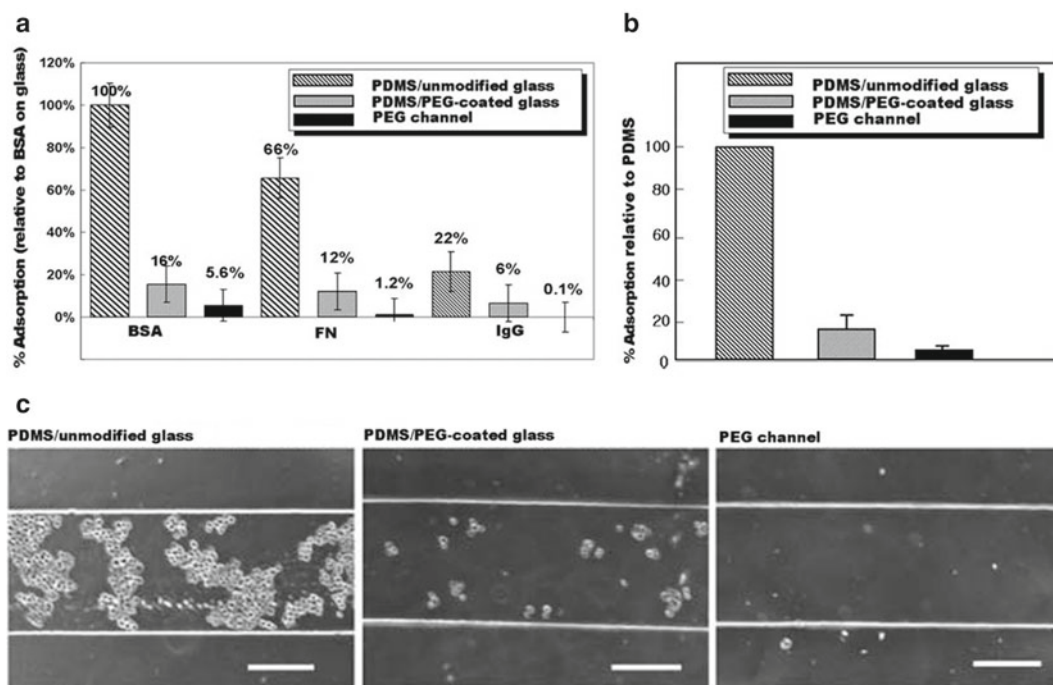 a
% Adsorption (relative to BSA on glass)
120%
100%
80%
60%
40%
20%
0%
PDMS/unmodified glass
PDMS/PEG-coated glass
PEG channel
100%
16%
5.6%
66%
12%
1.2%
22%
6%
0.1%
BSA
FN
IgG
b
% Adsorption relative to PDMS
PDMS/unmodified glass
PDMS/PEG-coated glass
PEG channel
100
80
60
40
20
0
c
PDMS/unmodified glass
PDMS/PEG-coated glass
PEG channel